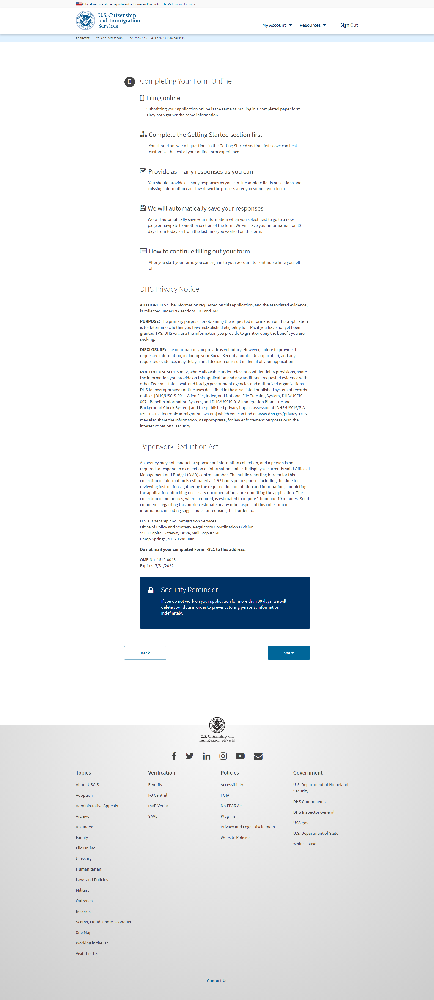 Official website of the Department of Homeland Security Here's how you know
U.S. Citizenship
and Immigration
Services
My Account
Resources
Sign Out
applicant > tb_app1@test.com > ac375b57-e510-421b-9723-65b2b4e1f356
Completing Your Form Online
Filing online
Submitting your application online is the same as mailing in a completed paper form.
They both gather the same information.
Complete the Getting Started section first
You should answer all questions in the Getting Started section first so we can best
customize the rest of your online form experience.
Provide as many responses as you can
You should provide as many responses as you can. Incomplete fields or sections and
missing information can slow down the process after you submit your form.
We will automatically save your responses
We will automatically save your information when you select next to go to a new
page or navigate to another section of the form. We will save your information for 30
days from today, or from the last time you worked on the form.
How to continue filling out your form
After you start your form, you can sign in to your account to continue where you left
off.
DHS Privacy Notice
AUTHORITIES: The information requested on this application, and the associated evidence,
is collected under INA sections 101 and 244.
PURPOSE: The primary purpose for obtaining the requested information on this application
is to determine whether you have established eligibility for TPS, if you have not yet been
granted TPS. DHS will use the information you provide to grant or deny the benefit you are
seeking.
DISCLOSURE: The information you provide is voluntary. However, failure to provide the
requested information, including your Social Security number (if applicable), and any
requested evidence, may delay a final decision or result in denial of your application.
ROUTINE USES: DHS may, where allowable under relevant confidentiality provisions, share
the information you provide on this application and any additional requested evidence with
other Federal, state, local, and foreign government agencies and authorized organizations.
DHS follows approved routine uses described in the associated published system of records
notices [DHS/USCIS-001 - Alien File, Index, and National File Tracking System, DHS/USCIS-
007 - Benefits Information System, and DHS/USCIS-018 Immigration Biometric and
Background Check System] and the published privacy impact assessment [DHS/USCIS/PIA-
056 USCIS Electronic Immigration System] which you can find at www.dhs.gov/privacy. DHS
may also share the information, as appropriate, for law enforcement purposes or in the
interest of national security.
Paperwork Reduction Act
An agency may not conduct or sponsor an information collection, and a person is not
required to respond to a collection of information, unless it displays a currently valid Office of
Management and Budget (OMB) control number. The public reporting burden for this
collection of information is estimated at 1.92 hours per response, including the time for
reviewing instructions, gathering the required documentation and information, completing
the application, attaching necessary documentation, and submitting the application. The
collection of biometrics, where required, is estimated to require 1 hour and 10 minutes. Send
comments regarding this burden estimate or any other aspect of this collection of
information, including suggestions for reducing this burden to:
U.S. Citizenship and Immigration Services
Office of Policy and Strategy, Regulatory Coordination Division
5900 Capital Gateway Drive, Mail Stop #2140
Camp Springs, MD 20588-0009
Do not mail your completed Form I-821 to this address.
OMB No. 1615-0043
Expires: 7/31/2022
Security Reminder
If you do not work on your application for more than 30 days, we will
delete your data in order to prevent storing personal information
indefinitely.
Back
Start
U.S. Citizenship and
Immigration Services
Topics
About USCIS
Adoption
Administrative Appeals
Archive
A-Z Index
Family
File Online
Glossary
Humanitarian
Laws and Policies
Military
Outreach
Records
Scams, Fraud, and Misconduct
Site Map
Working in the U.S.
Visit the U.S.
Verification
E-Verify
I-9 Central
myE-Verify
SAVE
Policies
Accessibility
FOIA
No FEAR Act
Plug-ins
Privacy and Legal Disclaimers
Website Policies
Government
U.S. Department of Homeland
Security
DHS Components
DHS Inspector General
USA.gov
U.S. Department of State
White House
Contact Us